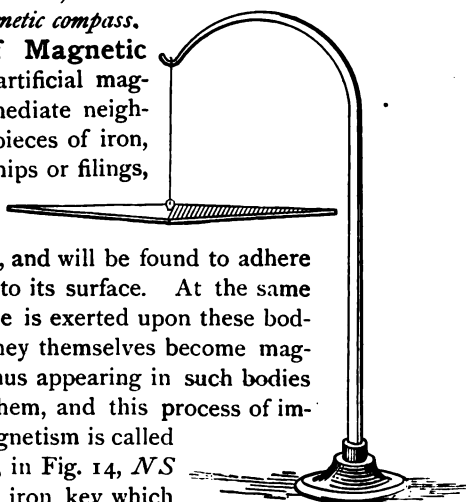 netic compass.
f Magnetic
artificial mag-
mediate neigh-
pieces of iron,
hips or filings,
, and will be found to adhere
to its surface. At the same
e is exerted upon these bod-
hey themselves become mag-
hus appearing in such bodies
hem, and this process of im-
gnetism is called
, in Fig. 14, NS
iron key which